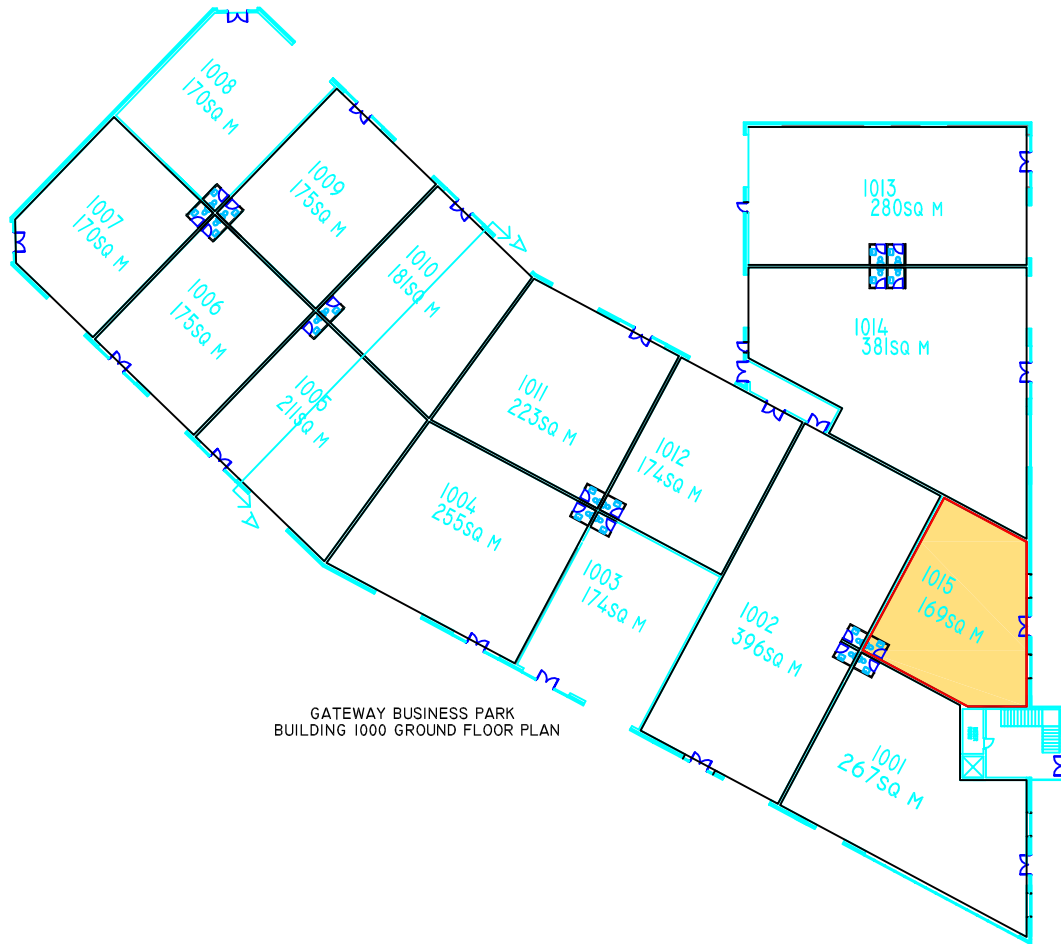 1008
170SQ M
1009
175SQ M
1007
170SQ M
1010
181SQ M
A
1006
175SQ M
1005
211SQ M
A
1011
223SQ M
1012
174SQ M
1004
255SQ M
1003
174SQ M
1013
280SQ M
1014
381SQ M
1015
169SQ M
1002
396SQ M
1001
267SQ M
GATEWAY BUSINESS PARK
BUILDING 1000 GROUND FLOOR PLAN